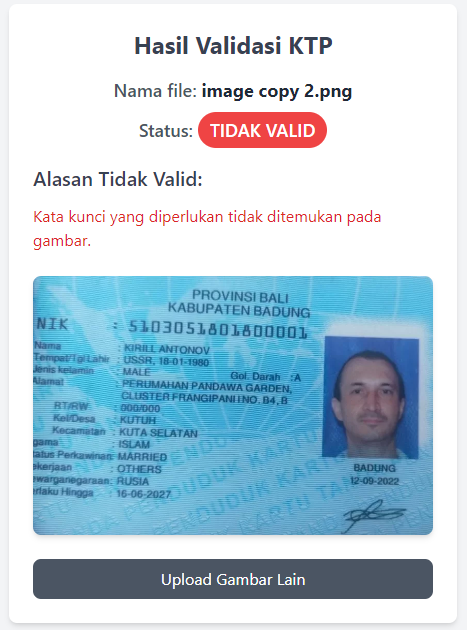 Hasil Validasi KTP
Nama file: image copy 2.png
Status: TIDAK VALID
Alasan Tidak Valid:
Kata kunci yang diperlukan tidak ditemukan pada
gambar.
PROVINSI BALI
KABUPATEN BADUNG
NIK : 5103051801800001
Nama : KIRILL ANTONOV
Tempat/Tgl Lahir : USSR, 18-01-1980
Jenis kelamin : MALE Gol. Darah :A
Alamat : PERUMAHAN PANDAWA GARDEN,
CLUSTER FRANGIPANI I NO. B4, B
RT/RW : 000/000
Kel/Desa : KUTUH
Kecamatan : KUTA SELATAN
gama : ISLAM
tatus Perkawinan: MARRIED
ekerjaan : OTHERS
ewarganegaraan: RUSIA
erlaku Hingga : 16-06-2027
BADUNG
12-09-2022
Upload Gambar Lain